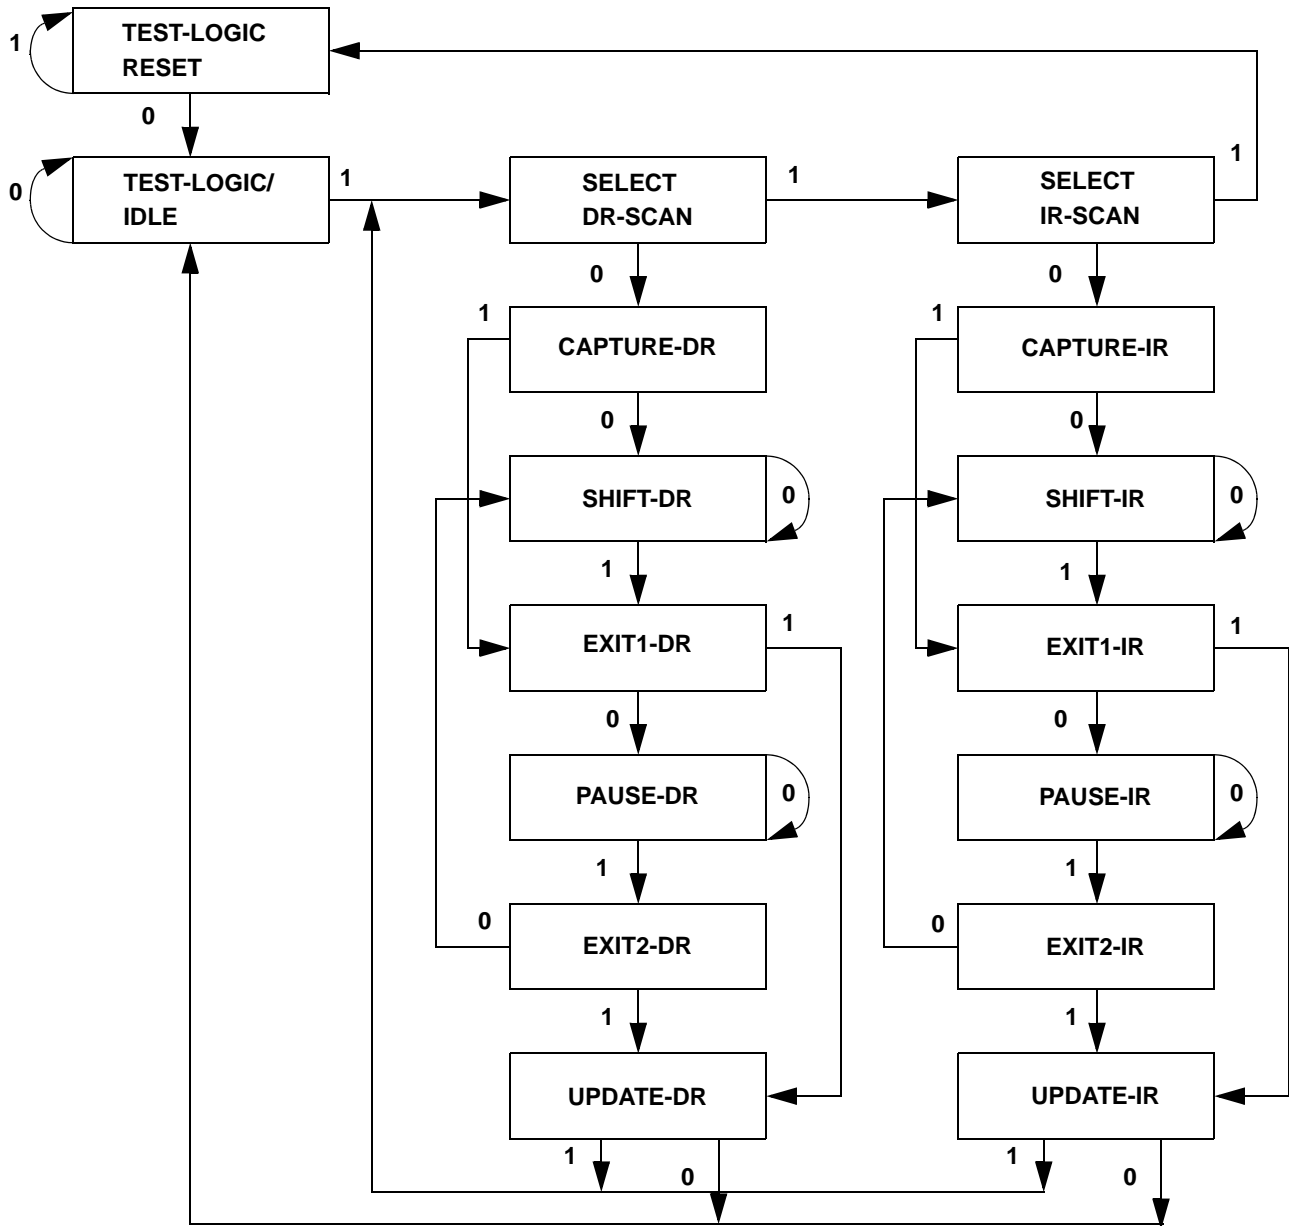 1
TEST-LOGIC
RESET
0
0
TEST-LOGIC/
IDLE
1
SELECT
DR-SCAN
1
SELECT
IR-SCAN
1
0
0
1
CAPTURE-DR
1
CAPTURE-IR
0
0
SHIFT-DR
0
SHIFT-IR
0
1
1
EXIT1-DR
1
EXIT1-IR
1
0
0
PAUSE-DR
0
PAUSE-IR
0
1
1
0
EXIT2-DR
0
EXIT2-IR
1
1
UPDATE-DR
UPDATE-IR
1
0
1
0